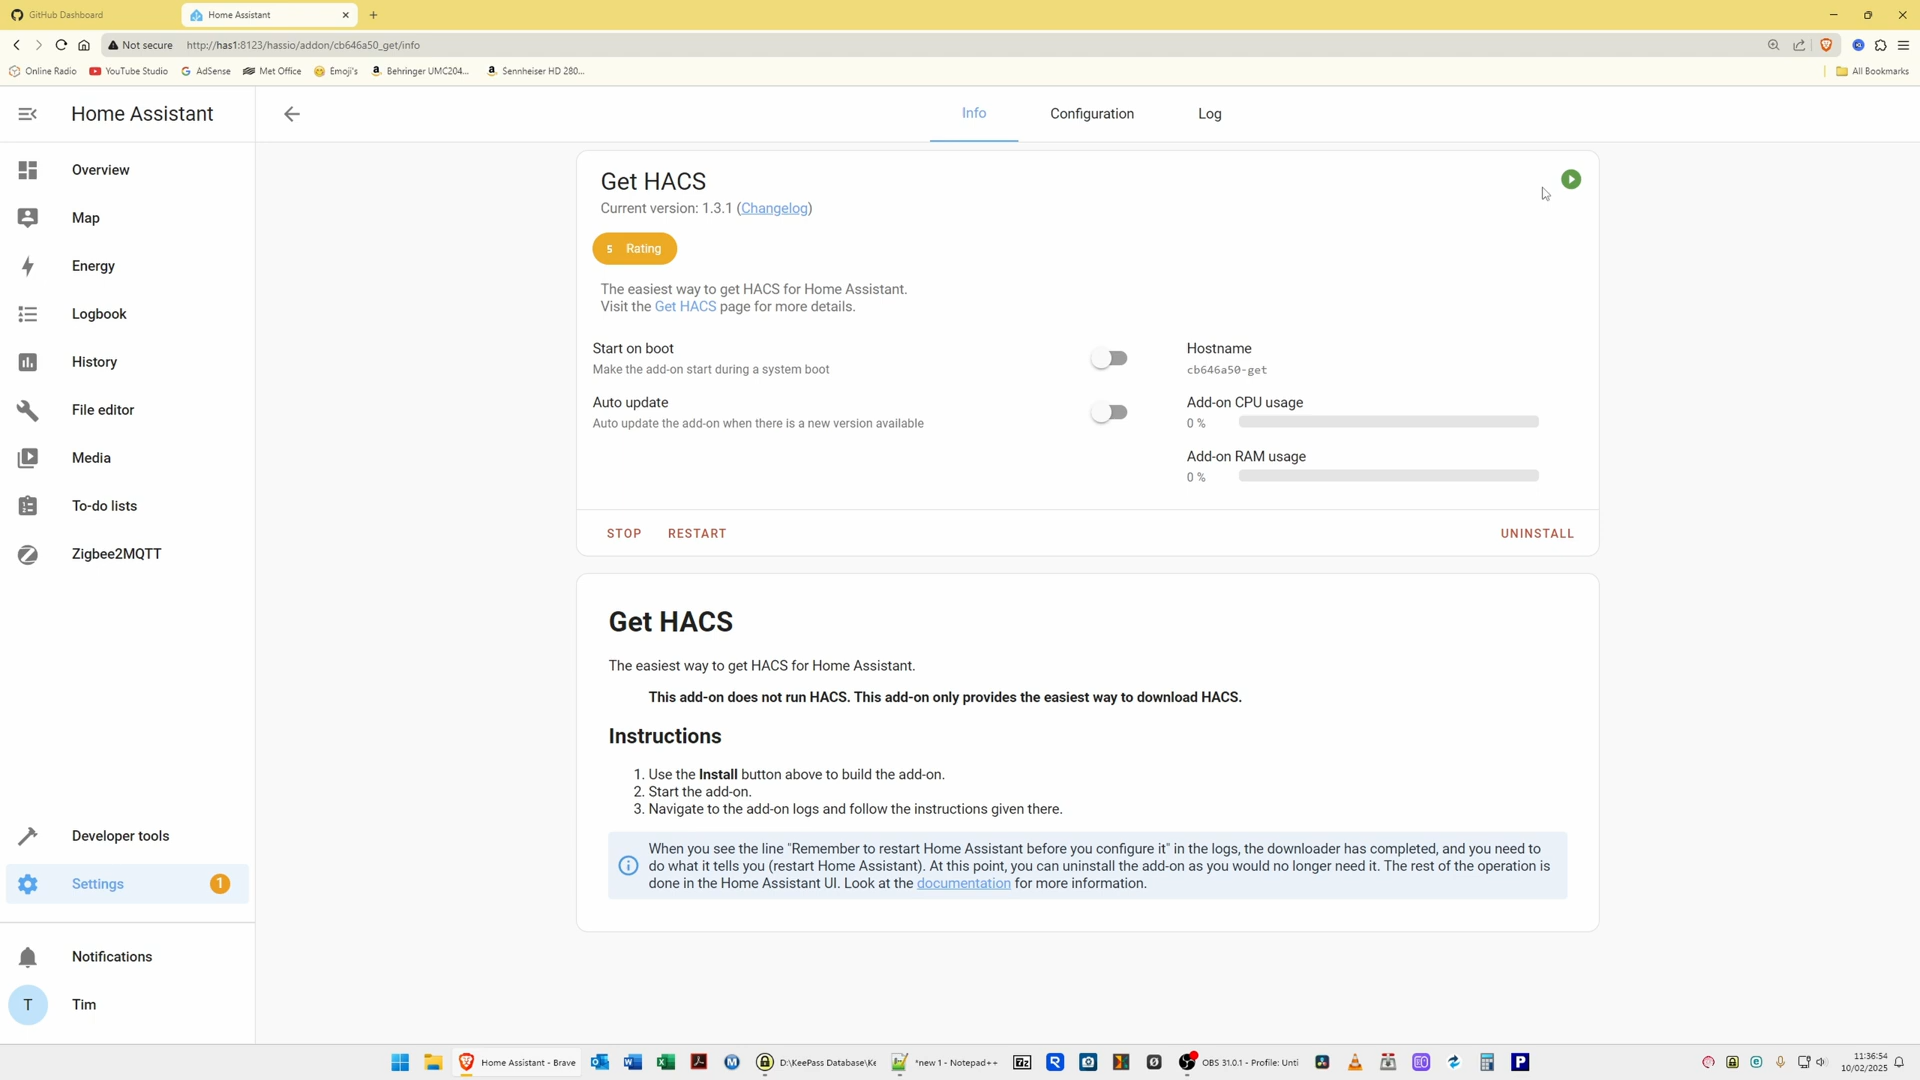 GitHub Dashboard
Home Assistant
Not secure
http://has1:8123/hassio/addon/cb646a50_get/info
Online Radio
YouTube Studio
AdSense
Met Office
Emoji's
Behringer UMC204...
Sennheiser HD 280...
All Bookmarks
Home Assistant
Info
Configuration
Log
Overview
Map
Energy
Logbook
History
File editor
Media
To-do lists
Zigbee2MQTT
Developer tools
Settings
1
Notifications
T
Tim
Get HACS
Current version: 1.3.1 (Changelog)
5 Rating
The easiest way to get HACS for Home Assistant.
Visit the Get HACS page for more details.
Start on boot
Make the add-on start during a system boot
Auto update
Auto update the add-on when there is a new version available
Hostname
cb646a50-get
Add-on CPU usage
0 %
Add-on RAM usage
0 %
STOP
RESTART
UNINSTALL
Get HACS
The easiest way to get HACS for Home Assistant.
This add-on does not run HACS. This add-on only provides the easiest way to download HACS.
Instructions
1. Use the Install button above to build the add-on.
2. Start the add-on.
3. Navigate to the add-on logs and follow the instructions given there.
When you see the line "Remember to restart Home Assistant before you configure it" in the logs, the downloader has completed, and you need to
do what it tells you (restart Home Assistant). At this point, you can uninstall the add-on as you would no longer need it. The rest of the operation is
done in the Home Assistant UI. Look at the documentation for more information.
Home Assistant - Brave
D:\KeePass Database\Ke
*new 1 - Notepad++
OBS 31.0.1 - Profile: Unti
11:36:54
10/02/2025